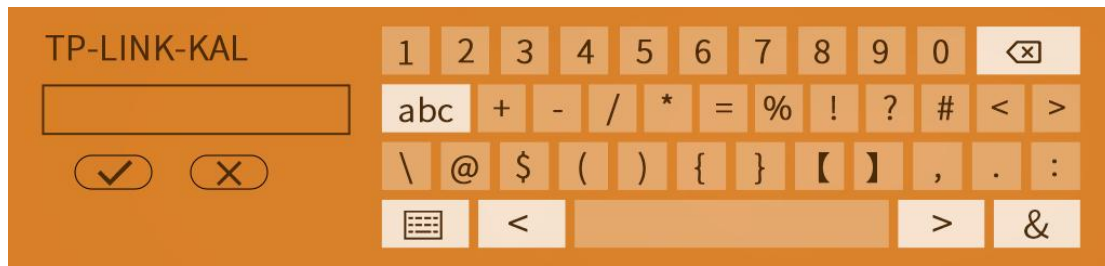 TP-LINK-KAL
1 2 3 4 5 6 7 8 9 0
abc + - / * = % ! ? # < >
\ @ $ ( ) { } 【 】 , . :
< > &